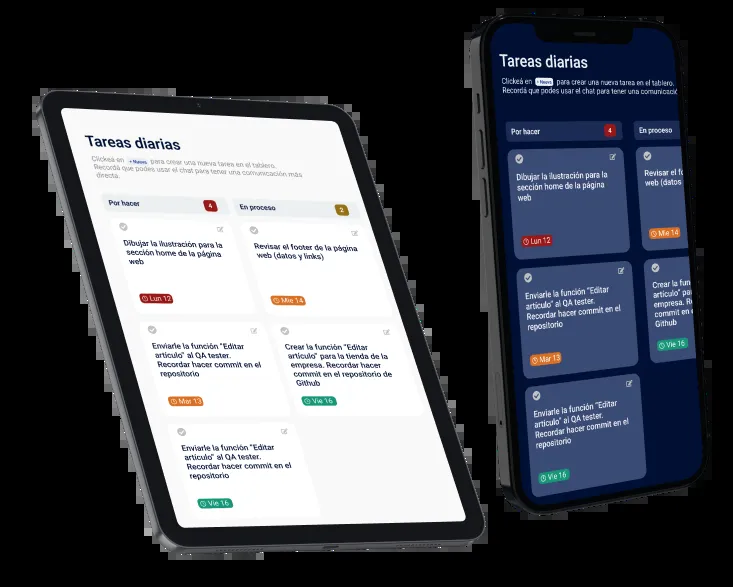 Tareas diarias
Clickeá en + Nuevo para crear una nueva tarea en el tablero.
Recordá que podes usar el chat para tener una comunicación más
directa.
Por hacer
4
En proceso
2
Dibujar la ilustración para la
sección home de la página
web
Lun 12
Revisar el footer de la página
web (datos y links)
Mie 14
Enviarle la función "Editar
artículo" al QA tester.
Recordar hacer commit en el
repositorio
Mar 13
Crear la función "Editar
artículo" para la tienda de la
empresa. Recordar hacer
commit en el repositorio de
Github
Vie 16
Enviarle la función "Editar
artículo" al QA tester.
Recordar hacer commit en el
repositorio
Vie 16
Tareas diarias
Clickeá en + Nuevo para crear una nueva tarea en el tablero.
Recordá que podes usar el chat para tener una comunicació
Por hacer
4
En proceso
Dibujar la ilustración para la
sección home de la página
web
Lun 12
Revisar el fo
web (datos
Mie 14
Enviarle la función "Editar
artículo" al QA tester.
Recordar hacer commit en el
repositorio
Mar 13
Crear la fun
artículo" pa
empresa. R
commit en
Github
Vie 16
Enviarle la función "Editar
artículo" al QA tester.
Recordar hacer commit en el
repositorio
Vie 16